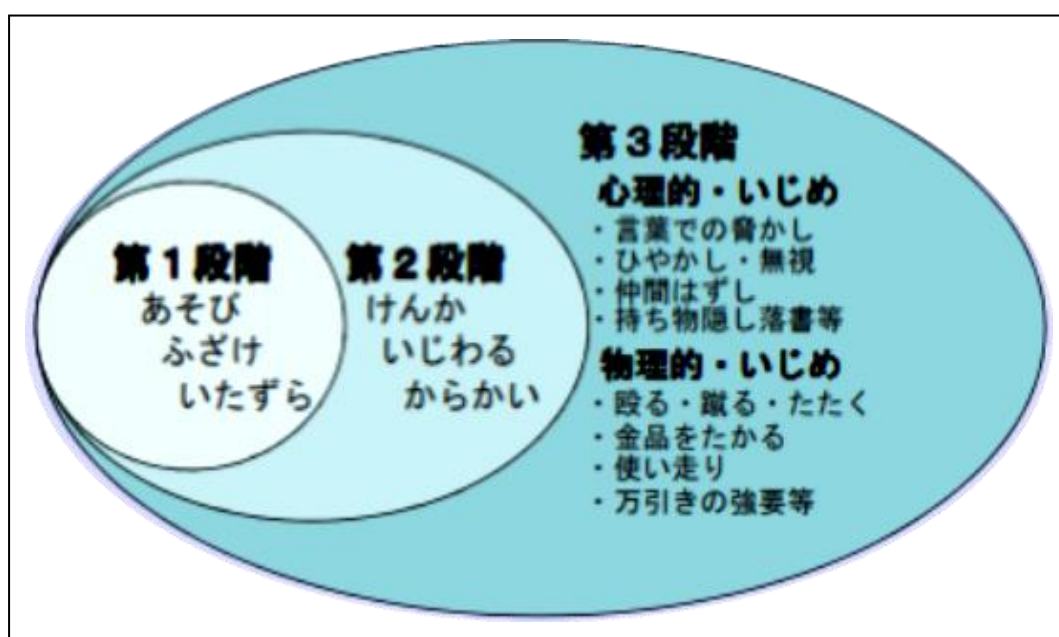 第1段階
あそび
ふざけ
いたずら
第2段階
けんか
いじわる
からかい
第3段階
心理的・いじめ
・言葉での脅かし
・ひやかし・無視
・仲間はずし
・持ち物隠し落書等
物理的・いじめ
・殴る・蹴る・たたく
・金品をたかる
・使い走り
・万引きの強要等